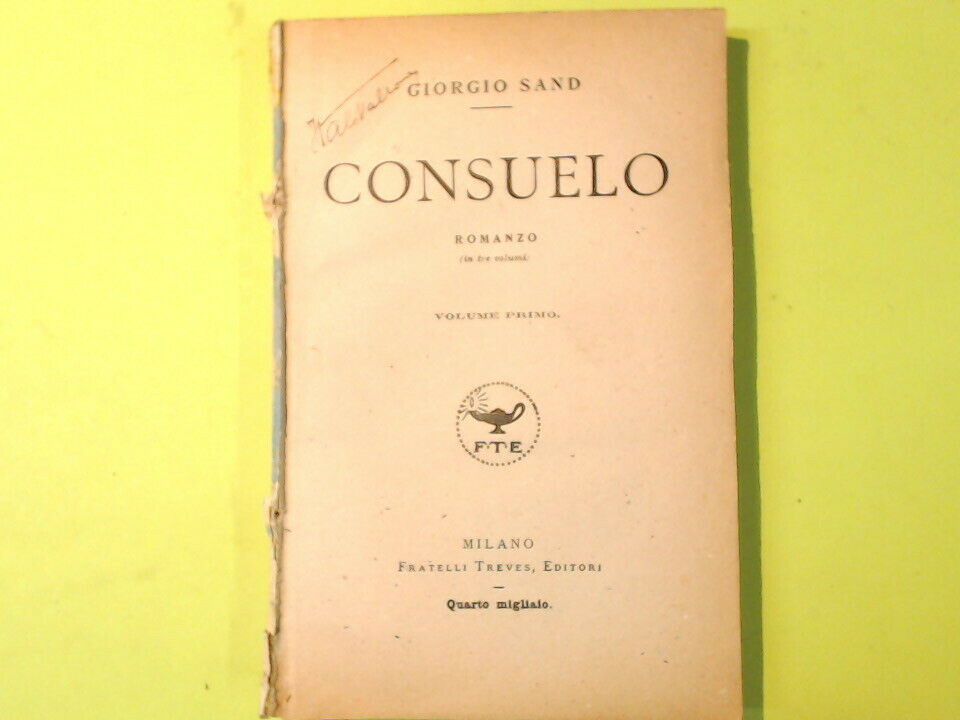 GIORGIO SAND
CONSUELO
ROMANZO
(in tre volumi)
VOLUME PRIMO.
F·T·E
MILANO
FRATELLI TREVES, EDITORI
Quarto migliaio.